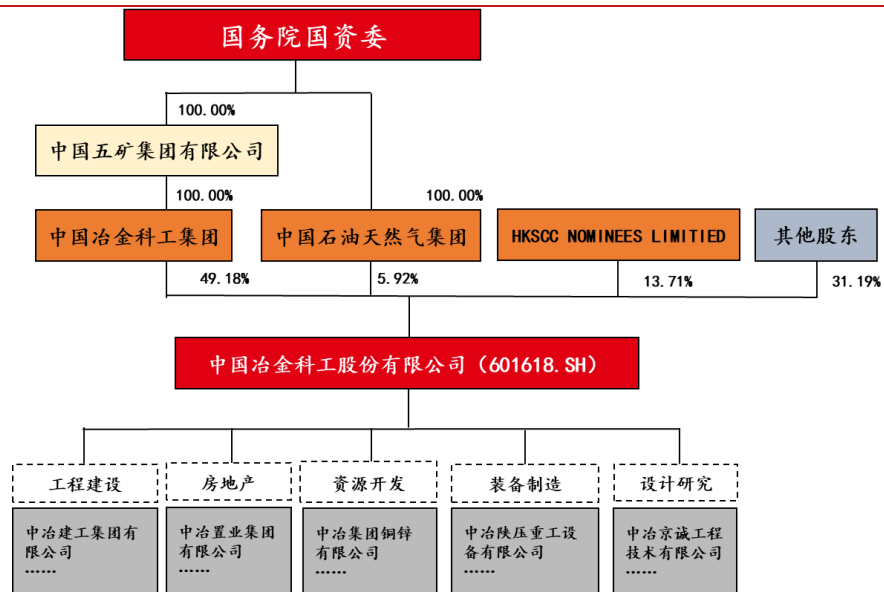 国务院国资委
100.00%
中国五矿集团有限公司
100.00%
100.00%
中国冶金科工集团
中国石油天然气集团
HKSCC NOMINEES LIMITIED
其他股东
49.18%
5.92%
13.71%
31.19%
中国冶金科工股份有限公司（601618.SH）
工程建设
房地产
资源开发
装备制造
设计研究
中冶建工集团有
限公司
......
中冶置业集团
有限公司
......
中冶集团铜锌
有限公司
......
中冶陕压重工设
备有限公司
......
中冶京诚工程
技术有限公司
......